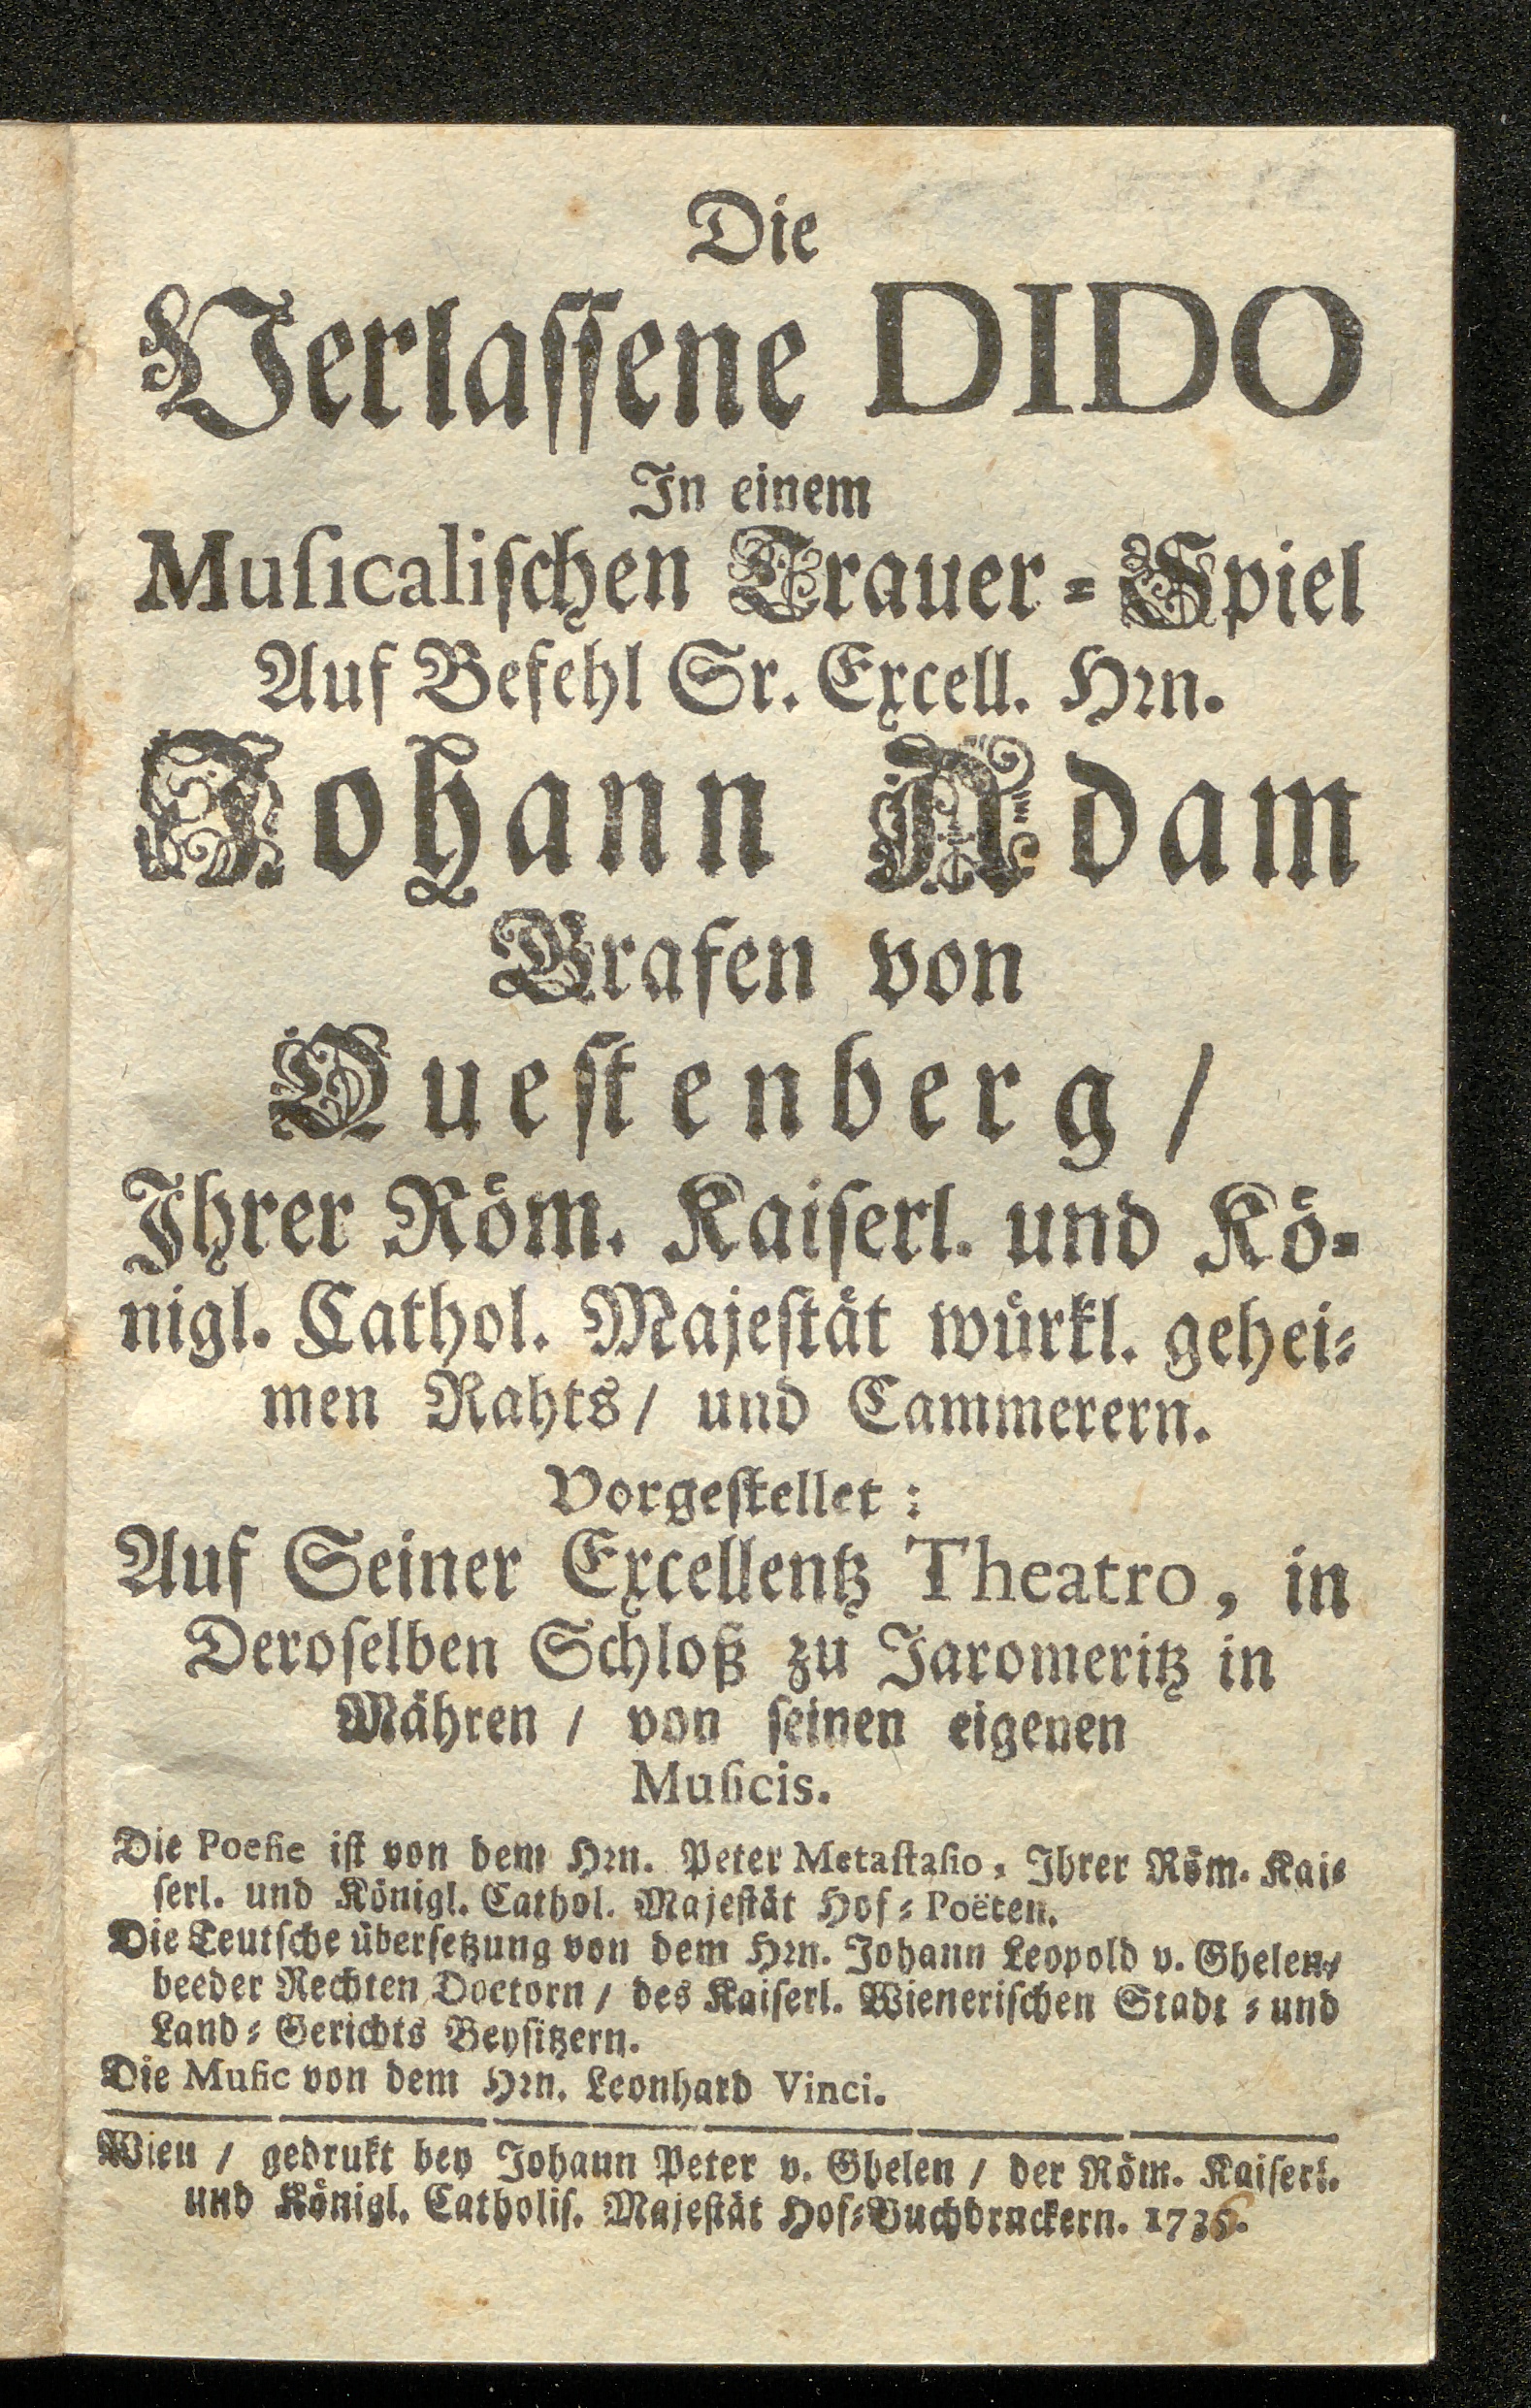 Die
Verlaſſene DIDO
In einem
Muſicaliſchen Trauer-Spiel
Auf Befehl Sr. Excell. Hrn.
Johann Adam
Grafen von
Queſtenberg/
Ihrer Röm. Kaiſerl. und Kö-
nigl. Cathol. Majeſtät würkl. gehei-
men Rahts/ und Cammerern.
Vorgeſtellet:
Auf Seiner Excellentz Theatro, in
Deroſelben Schloß zu Jaromeritz in
Mähren / von ſeinen eigenen
Muſicis.
Die Poeſie iſt von dem Hrn. Peter Metaſtaſio, Ihrer Röm. Kai-
ſerl. und Königl. Cathol. Majeſtät Hof-Poëten.
Die Teutſche überſetzung von dem Hrn. Johann Leopold v. Ghelen/
beeder Rechten Doctorn / des Kaiſerl. Wieneriſchen Stadt - und
Land-Gerichts Beyſitzern.
Die Muſic von dem Hrn. Leonhard Vinci.
Wien / gedrukt bey Johann Peter v. Ghelen / der Röm. Kaiſerl.
und Königl. Catholiſ. Majeſtät Hof-Buchdruckern. 1736.